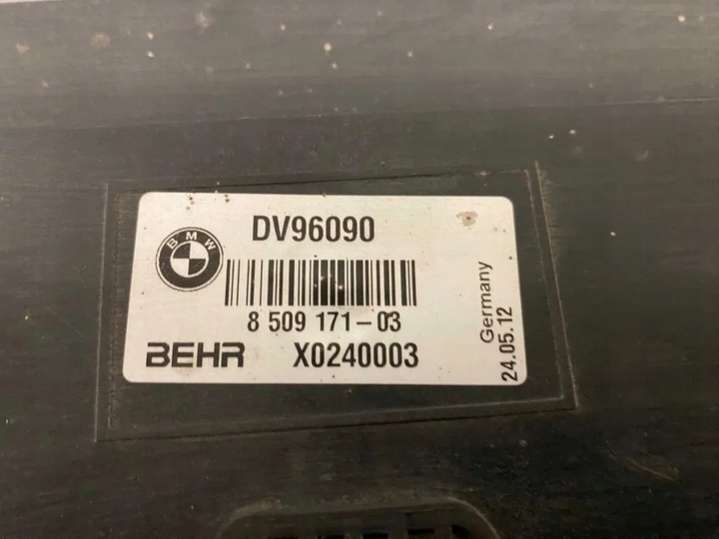 DV96090
BMW
8 509 171-03
BEHR X0240003
Germany
24.05.12